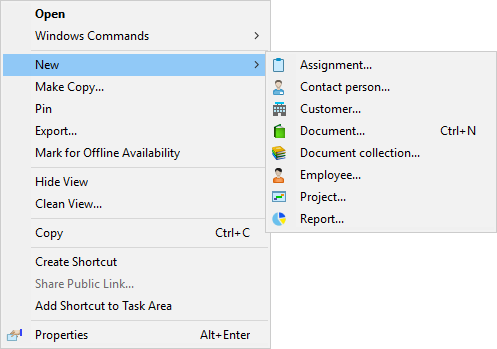 Open
Windows Commands
New
Make Copy...
Pin
Export...
Mark for Offline Availability
Hide View
Clean View...
Copy Ctrl+C
Create Shortcut
Share Public Link...
Add Shortcut to Task Area
Properties Alt+Enter
Assignment...
Contact person...
Customer...
Document... Ctrl+N
Document collection...
Employee...
Project...
Report...